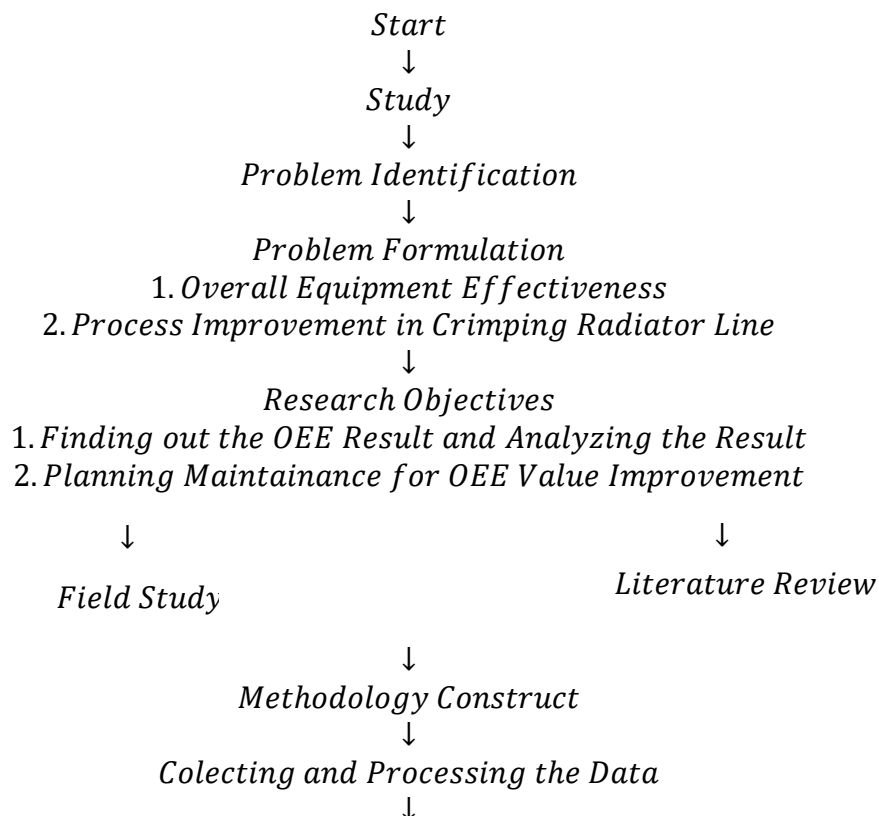 Start
↓
Study
↓
Problem Identification
↓
Problem Formulation
1. Overall Equipment Effectiveness
2. Process Improvement in Crimping Radiator Line
↓
Research Objectives
1. Finding out the OEE Result and Analyzing the Result
2. Planning Maintainance for OEE Value Improvement
↓ ↓
Field Study Literature Review
↓
Methodology Construct
↓
Colecting and Processing the Data
↓